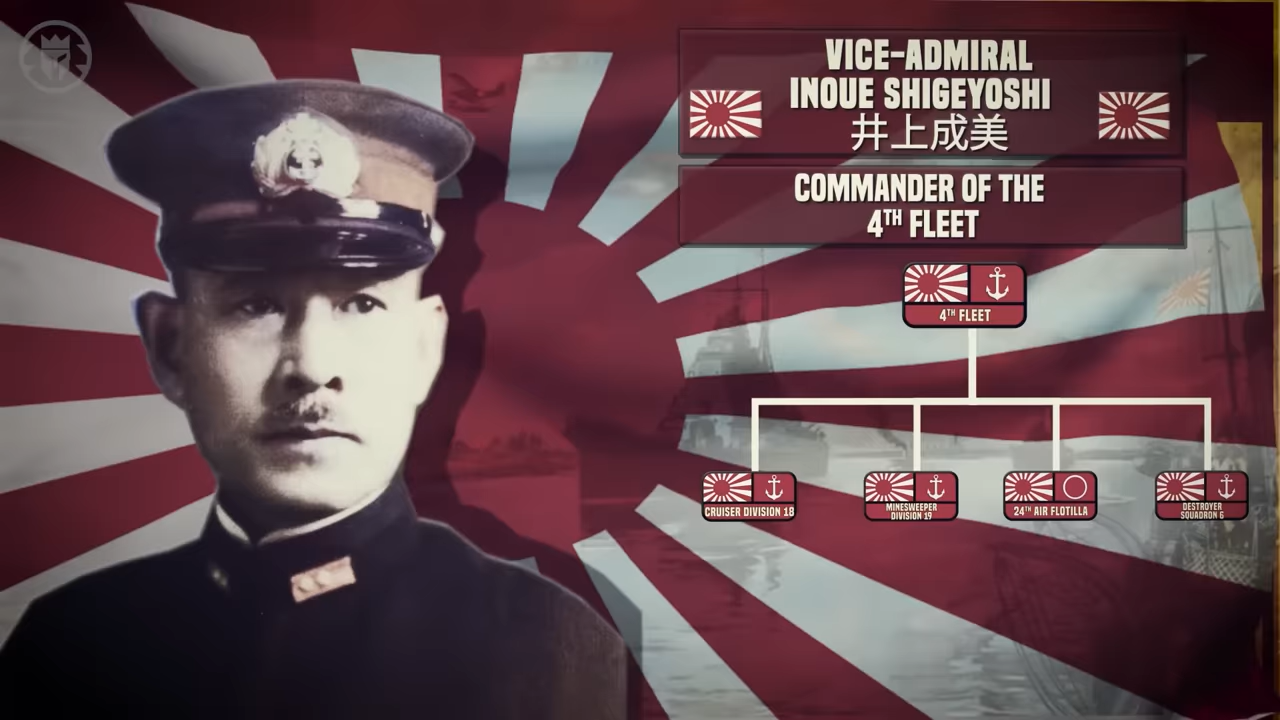 VICE-ADMIRAL
INOUE SHIGEYOSHI
井上成美
COMMANDER OF THE
4TH FLEET
4TH FLEET
CRUISER DIVISION 18
MINESWEEPER
DIVISION 19
24TH AIR FLOTILLA
DESTROYER
SQUADRON 6